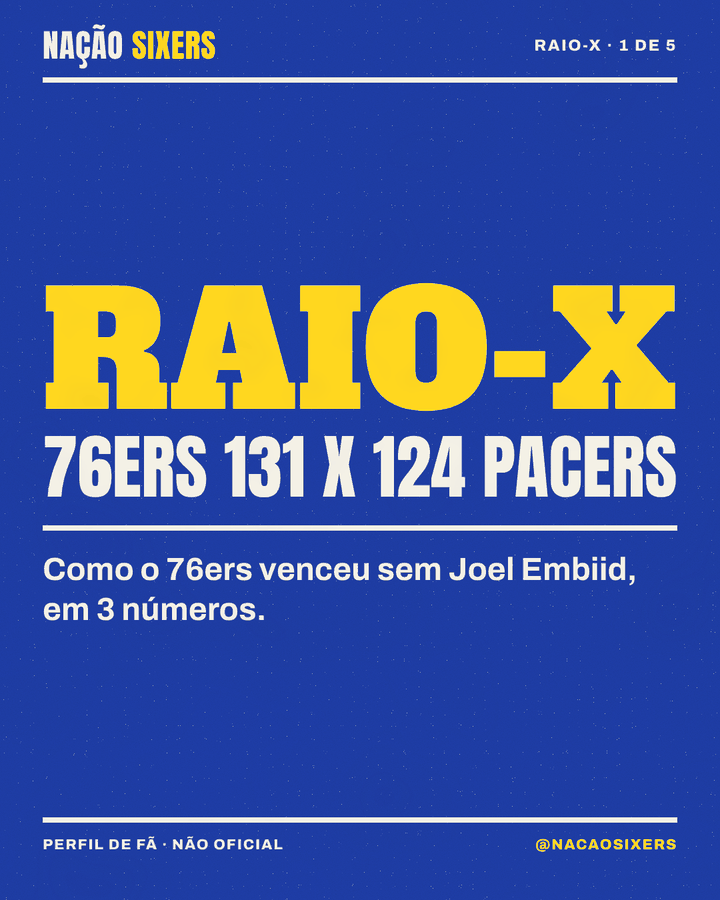 NAÇÃO SIXERS
RAIO-X · 1 DE 5
RAIO-X
76ERS 131 X 124 PACERS
Como o 76ers venceu sem Joel Embiid,
em 3 números.
PERFIL DE FÃ · NÃO OFICIAL
@NACAOSIXERS